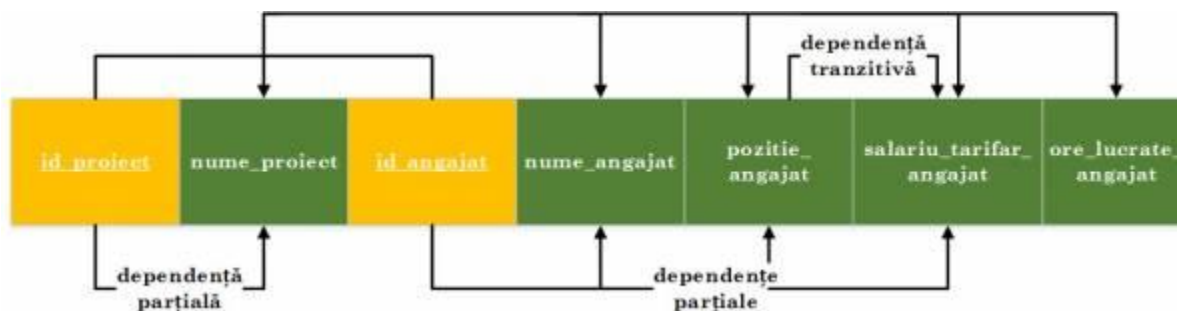 dependență
tranzitivă
id_proiect
nume_proiect
id_angajat
nume_angajat
pozitie_
angajat
salariu_tarifar_
angajat
ore_lucrate_
angajat
dependență
parțială
dependențe
parțiale